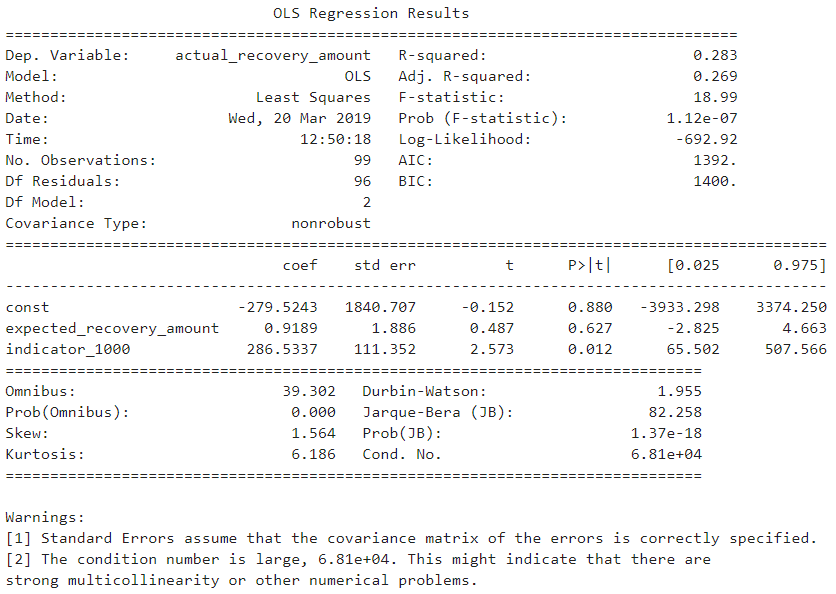 OLS Regression Results
==============================================================================
Dep. Variable:     actual_recovery_amount   R-squared:                       0.283
Model:                                OLS   Adj. R-squared:                  0.269
Method:                     Least Squares   F-statistic:                     18.99
Date:                    Wed, 20 Mar 2019   Prob (F-statistic):           1.12e-07
Time:                            12:50:18   Log-Likelihood:                -692.92
No. Observations:                      99   AIC:                             1392.
Df Residuals:                          96   BIC:                             1400.
Df Model:                               2
Covariance Type:                nonrobust
============================================================================================
                               coef    std err          t      P>|t|      [0.025      0.975]
--------------------------------------------------------------------------------------------
const                     -279.5243   1840.707     -0.152      0.880   -3933.298    3374.250
expected_recovery_amount     0.9189      1.886      0.487      0.627      -2.825       4.663
indicator_1000             286.5337    111.352      2.573      0.012      65.502     507.566
==============================================================================
Omnibus:                       39.302   Durbin-Watson:                   1.955
Prob(Omnibus):                  0.000   Jarque-Bera (JB):               82.258
Skew:                           1.564   Prob(JB):                     1.37e-18
Kurtosis:                       6.186   Cond. No.                     6.81e+04
==============================================================================

Warnings:
[1] Standard Errors assume that the covariance matrix of the errors is correctly specified.
[2] The condition number is large, 6.81e+04. This might indicate that there are
strong multicollinearity or other numerical problems.